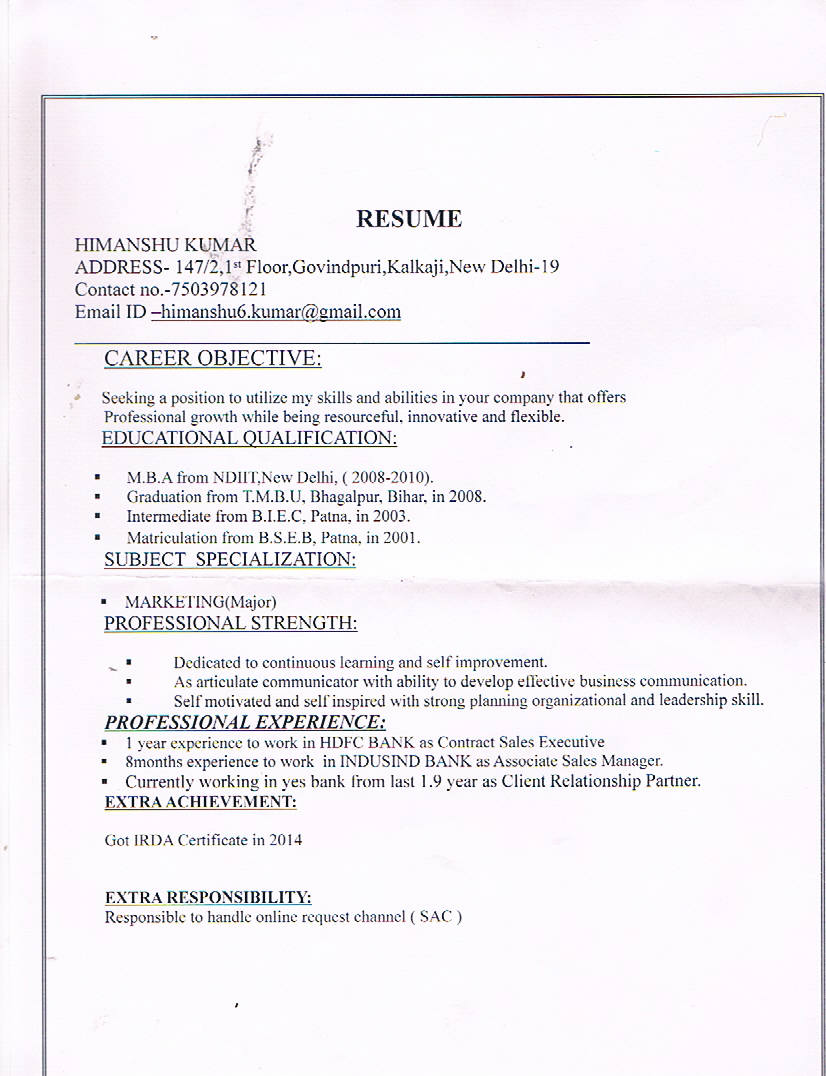 RESUME
HIMANSHU KUMAR
ADDRESS- 147/2,1st Floor,Govindpuri,Kalkaji,New Delhi-19
Contact no.-7503978121
Email ID –himanshu6.kumar@gmail.com
CAREER OBJECTIVE:
Seeking a position to utilize my skills and abilities in your company that offers
Professional growth while being resourceful, innovative and flexible.
EDUCATIONAL QUALIFICATION:
▪ M.B.A from NDIIT,New Delhi, ( 2008-2010).
▪ Graduation from T.M.B.U, Bhagalpur, Bihar, in 2008.
▪ Intermediate from B.I.E.C, Patna, in 2003.
▪ Matriculation from B.S.E.B, Patna, in 2001.
SUBJECT SPECIALIZATION:
▪ MARKETING(Major)
PROFESSIONAL STRENGTH:
▪ Dedicated to continuous learning and self improvement.
▪ As articulate communicator with ability to develop effective business communication.
▪ Self motivated and self inspired with strong planning organizational and leadership skill.
PROFESSIONAL EXPERIENCE:
▪ 1 year experience to work in HDFC BANK as Contract Sales Executive
▪ 8months experience to work in INDUSIND BANK as Associate Sales Manager.
▪ Currently working in yes bank from last 1.9 year as Client Relationship Partner.
EXTRA ACHIEVEMENT:
Got IRDA Certificate in 2014
EXTRA RESPONSIBILITY:
Responsible to handle online request channel ( SAC )